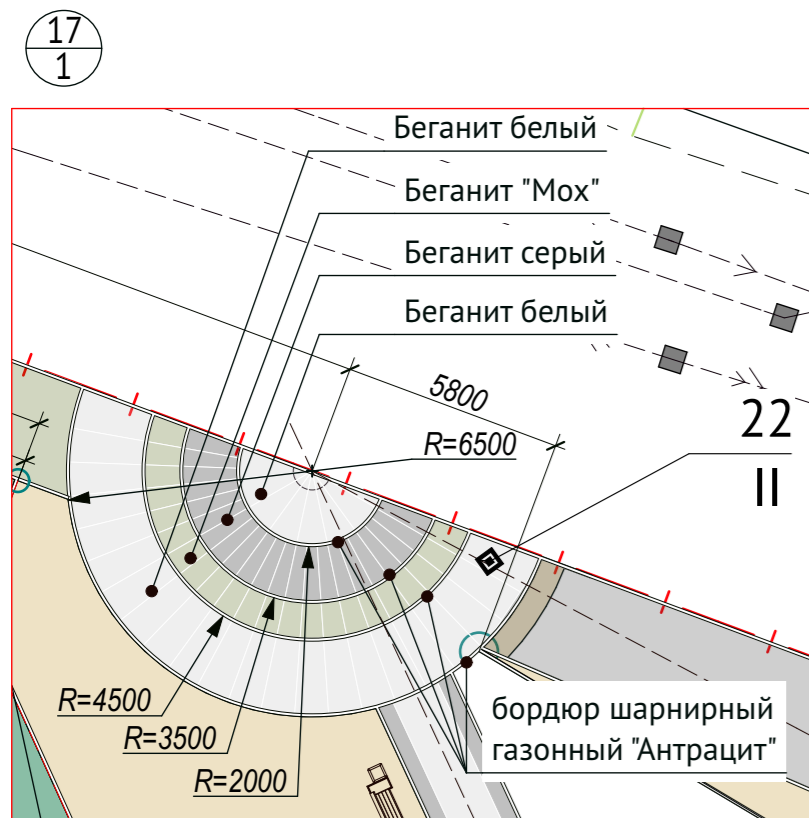 17
1
Беганит белый
Беганит "Мох"
Беганит серый
Беганит белый
5800
R=6500
22
II
R=4500
R=3500
R=2000
бордюр шарнирный
газонный "Антрацит"